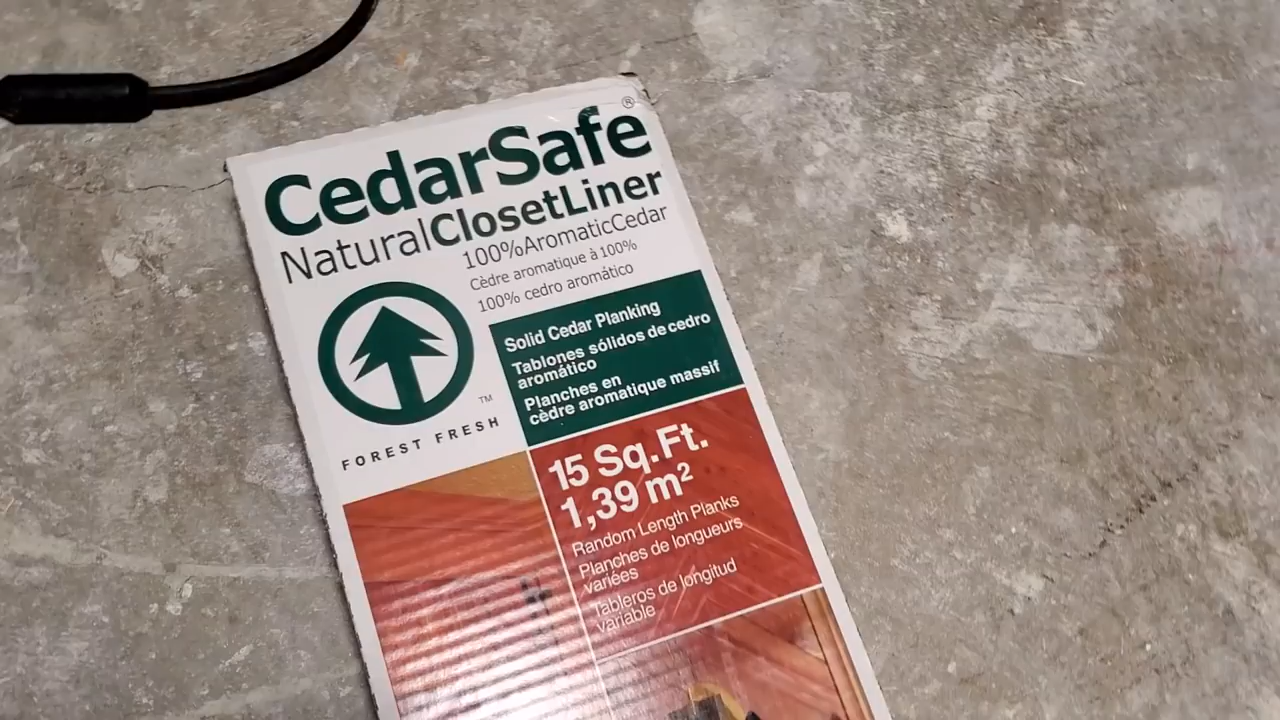 CedarSafe®
NaturalClosetLiner
100%AromaticCedar
Cèdre aromatique à 100%
100% cedro aromático
Solid Cedar Planking
Tablones sólidos de cedro
aromático
Planches en
cèdre aromatique massif
TM
FOREST FRESH
15 Sq.Ft.
1,39 m²
Random Length Planks
Planches de longueurs
variées
Tableros de longitud
variable